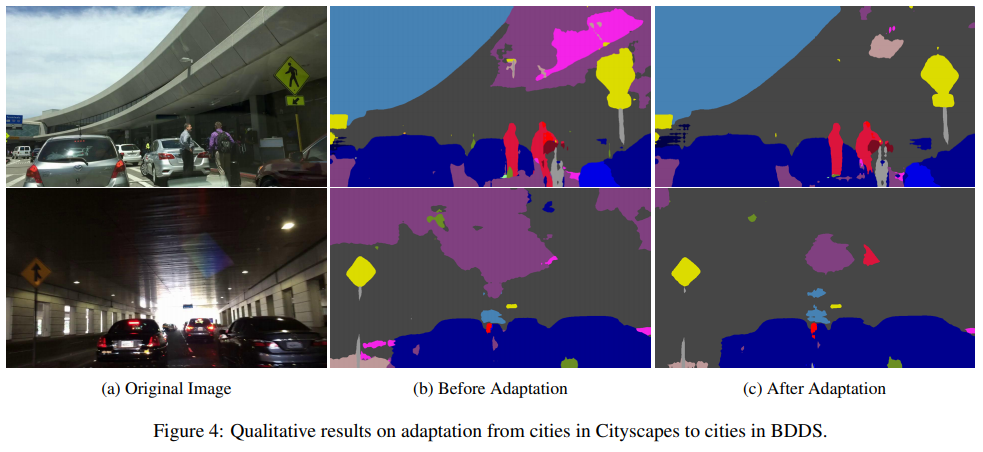 (a) Original Image
(b) Before Adaptation
(c) After Adaptation
Figure 4: Qualitative results on adaptation from cities in Cityscapes to cities in BDDS.